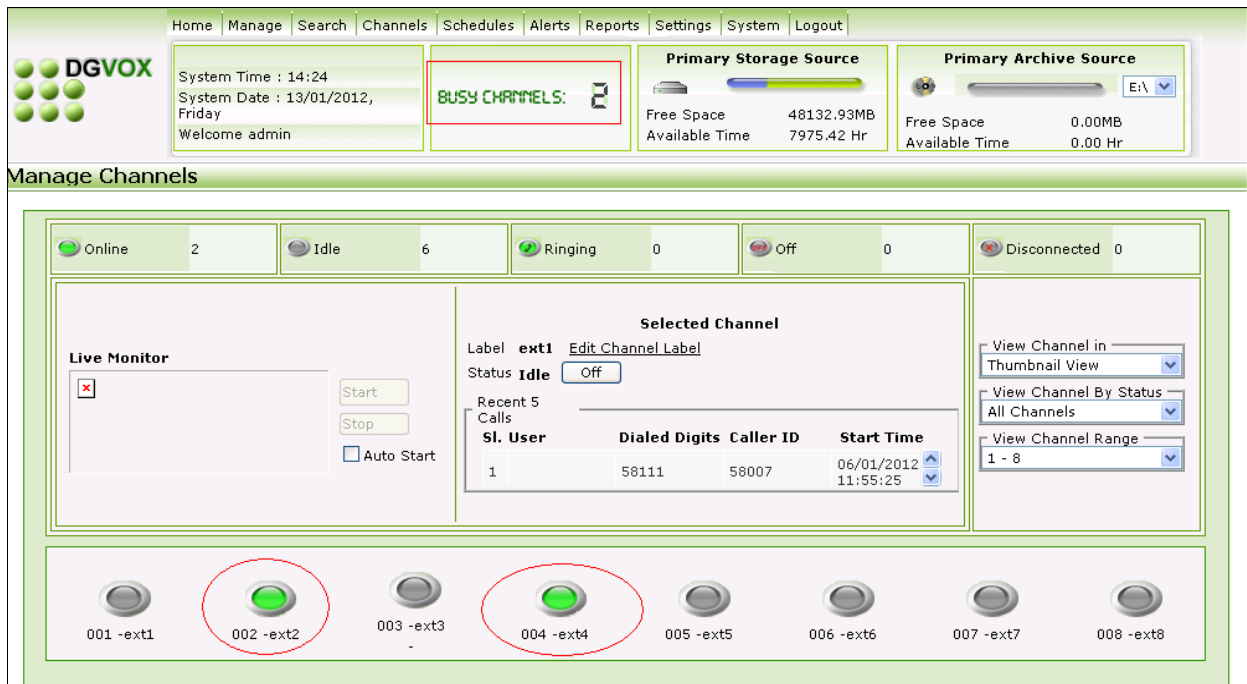 Home Manage Search Channels Schedules Alerts Reports Settings System Logout
DGVOX
System Time : 14:24
System Date : 13/01/2012,
Friday
Welcome admin
BUSY CHANNELS: 2
Primary Storage Source
Free Space 48132.93MB
Available Time 7975.42 Hr
Primary Archive Source
E:\
Free Space 0.00MB
Available Time 0.00 Hr
Manage Channels
Online 2 Idle 6 Ringing 0 Off 0 Disconnected 0
Live Monitor
Start
Stop
Auto Start
Selected Channel
Label ext1 Edit Channel Label
Status Idle Off
Recent 5
Calls
Sl. User Dialed Digits Caller ID Start Time
1 58111 58007 06/01/2012
11:55:25
View Channel in
Thumbnail View
View Channel By Status
All Channels
View Channel Range
1 - 8
001 -ext1 002 -ext2 003 -ext3 004 -ext4 005 -ext5 006 -ext6 007 -ext7 008 -ext8
-